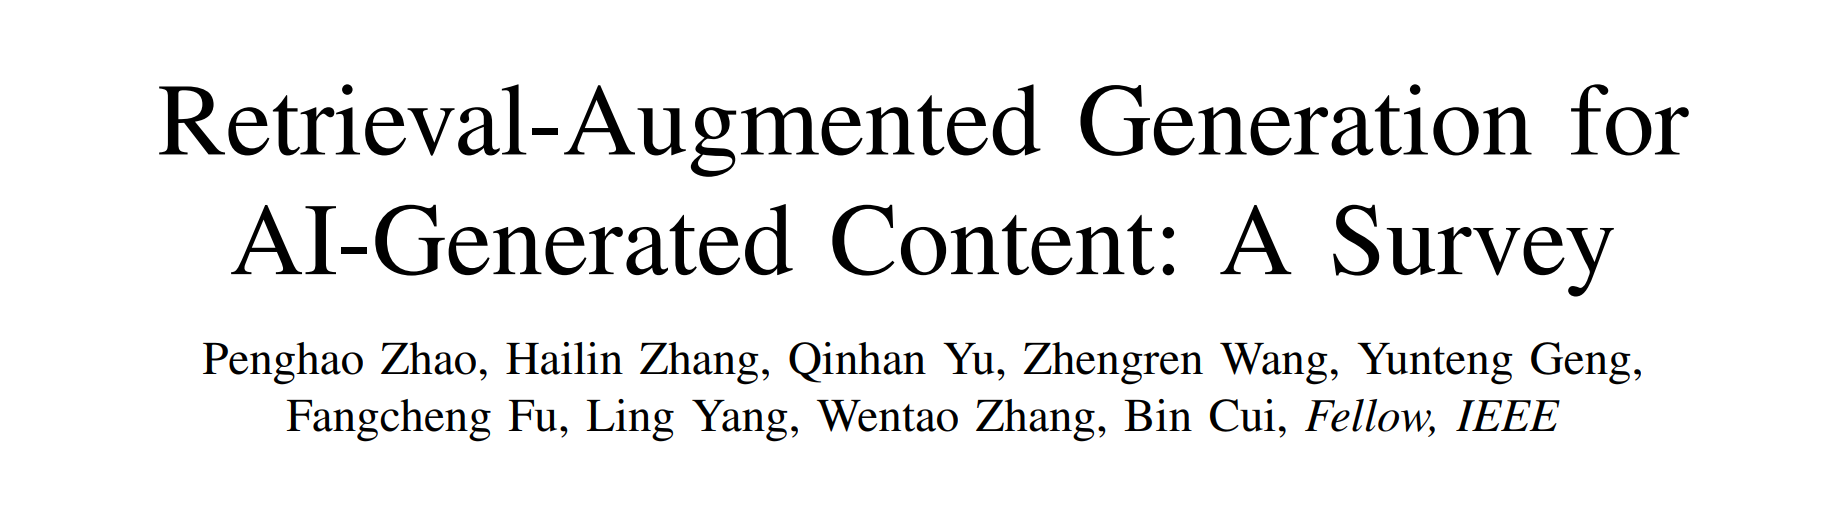 Retrieval-Augmented Generation for
AI-Generated Content: A Survey
Penghao Zhao, Hailin Zhang, Qinhan Yu, Zhengren Wang, Yunteng Geng,
Fangcheng Fu, Ling Yang, Wentao Zhang, Bin Cui, Fellow, IEEE